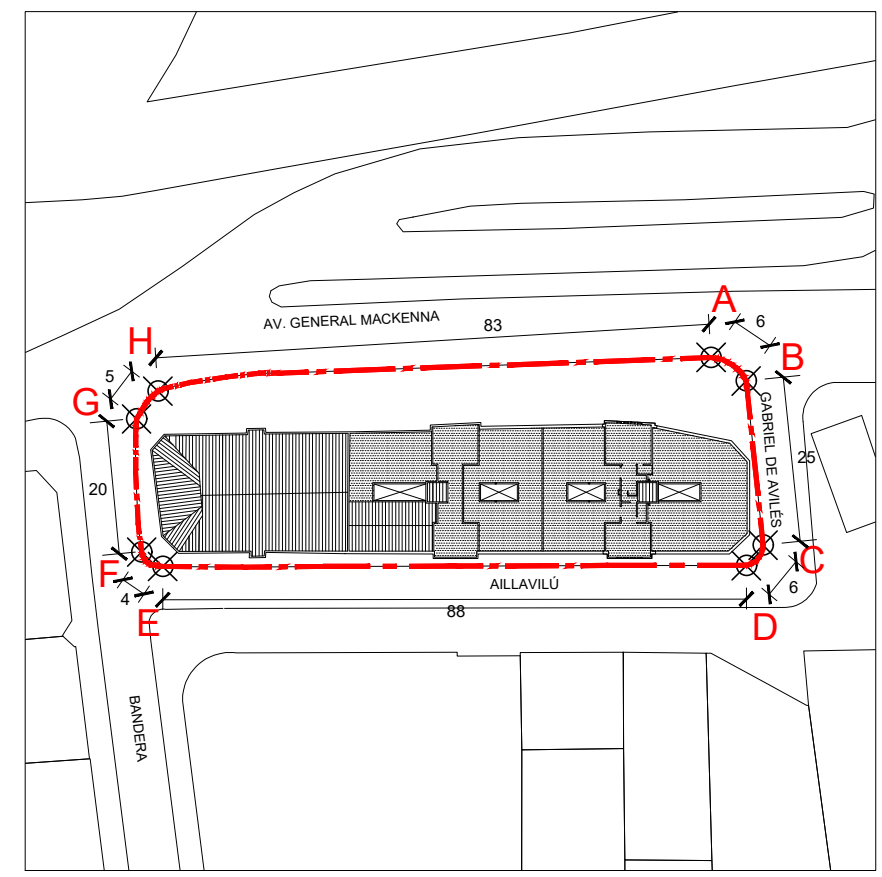 A
6
AV. GENERAL MACKENNA
83
H
B
5
G
GABRIEL DE AVILÉS
25
20
F
C
AILLAVILÚ
6
4
E
88
D
BANDERA